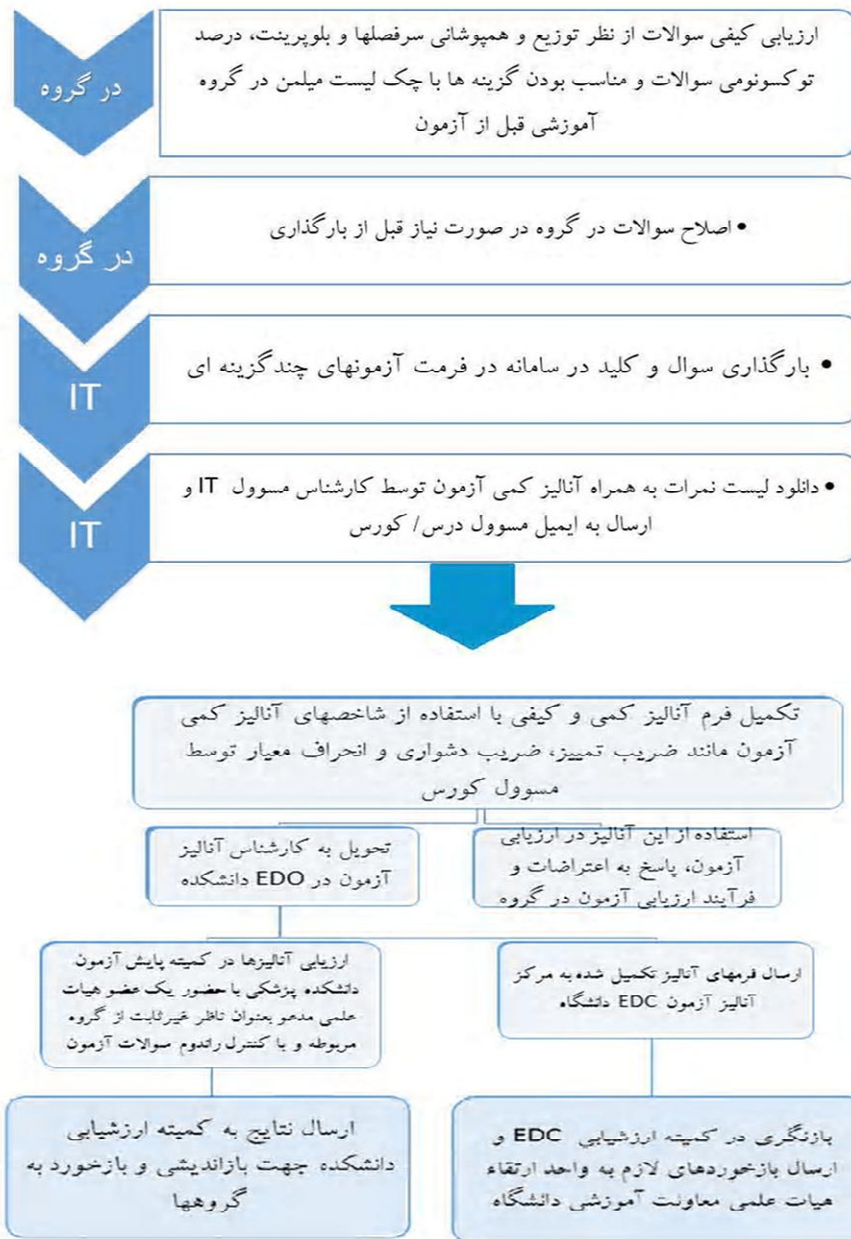 ارزیابی کیفی سوالات از نظر توزیع و همپوشانی سرفصلها و بلوپرینت، درصد
توکسونومی سوالات و مناسب بودن گزینه ها با چک لیست میلمن در گروه
آموزشی قبل از آزمون
در گروه
• اصلاح سوالات در گروه در صورت نیاز قبل از بارگذاری
در گروه
• بارگذاری سوال و کلید در سامانه در فرمت آزمونهای چندگزینه ای
IT
• دانلود لیست نمرات به همراه آنالیز کمی آزمون توسط کارشناس مسوول IT و
ارسال به ایمیل مسوول درس/ کورس
IT
تکمیل فرم آنالیز کمی و کیفی با استفاده از شاخصهای آنالیز کمی
آزمون مانند ضریب تمییز، ضریب دشواری و انحراف معیار توسط
مسوول کورس
استفاده از این آنالیز در ارزیابی
آزمون، پاسخ به اعتراضات و
فرآیند ارزیابی آزمون در گروه
تحویل به کارشناس آنالیز
آزمون در EDO دانشکده
ارسال فرمهای آنالیز تکمیل شده به مرکز
آنالیز آزمون EDC دانشگاه
ارزیابی آنالیزها در کمیته پایش آزمون
دانشکده پزشکی با حضور یک عضو هیات
علمی مدعو بعنوان ناظر غیرثابت از گروه
مربوطه و با کنترل راندوم سوالات آزمون
بازنگری در کمیته ارزشیابی EDC و
ارسال بازخوردهای لازم به واحد ارتقاء
هیات علمی معاونت آموزشی دانشگاه
ارسال نتایج به کمیته ارزشیابی
دانشکده جهت بازاندیشی و بازخورد به
گروهها